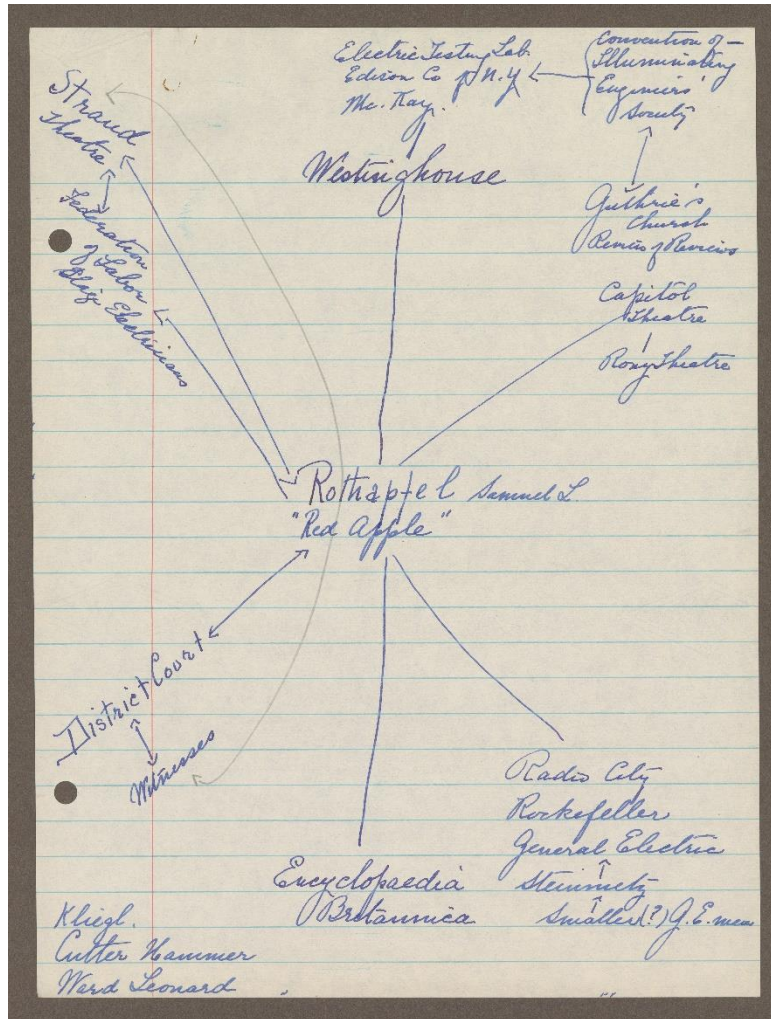 Electric Testing Lab.
Edison Co of N.Y.
Mc. Kay.
Convention of —
Illuminating
Engineers'
Society
Strand
Theatre
Westinghouse
Guthrie's
Church
Review of Reviews
Federation
of Labor
Electricians
Capitol
Theatre
Roxy Theatre
Rothapfel Samuel L.
"Red Apple"
District Court
Witnesses
Radio City
Rockefeller
General Electric
Steinmetz
Smaller(?) G.E. men
Encyclopaedia
Britannica
Kliegl.
Cutter Hammer
Ward Leonard